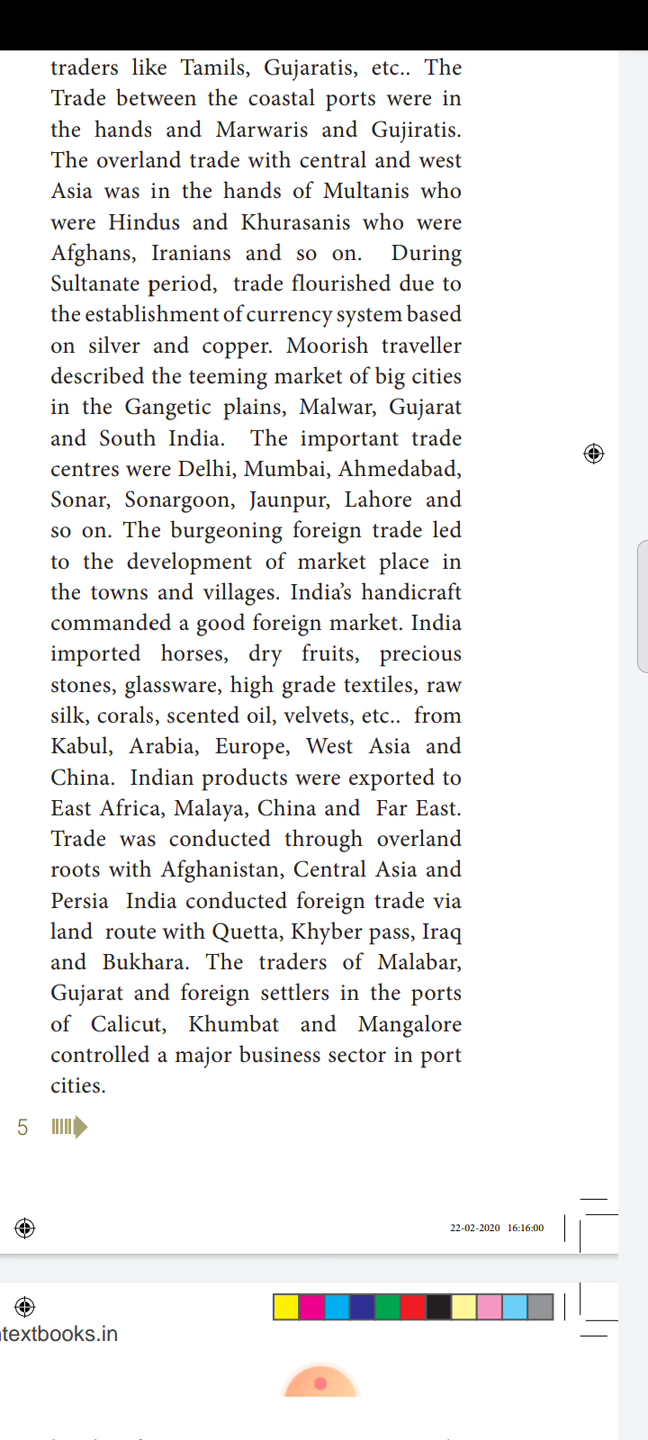 traders like Tamils, Gujaratis, etc.. The
Trade between the coastal ports were in
the hands and Marwaris and Gujiratis.
The overland trade with central and west
Asia was in the hands of Multanis who
were Hindus and Khurasanis who were
Afghans, Iranians and so on. During
Sultanate period, trade flourished due to
the establishment of currency system based
on silver and copper. Moorish traveller
described the teeming market of big cities
in the Gangetic plains, Malwar, Gujarat
and South India. The important trade
centres were Delhi, Mumbai, Ahmedabad,
Sonar, Sonargoon, Jaunpur, Lahore and
so on. The burgeoning foreign trade led
to the development of market place in
the towns and villages. India’s handicraft
commanded a good foreign market. India
imported horses, dry fruits, precious
stones, glassware, high grade textiles, raw
silk, corals, scented oil, velvets, etc.. from
Kabul, Arabia, Europe, West Asia and
China. Indian products were exported to
East Africa, Malaya, China and Far East.
Trade was conducted through overland
roots with Afghanistan, Central Asia and
Persia India conducted foreign trade via
land route with Quetta, Khyber pass, Iraq
and Bukhara. The traders of Malabar,
Gujarat and foreign settlers in the ports
of Calicut, Khumbat and Mangalore
controlled a major business sector in port
cities.
5
22-02-2020 16:16:00
textbooks.in